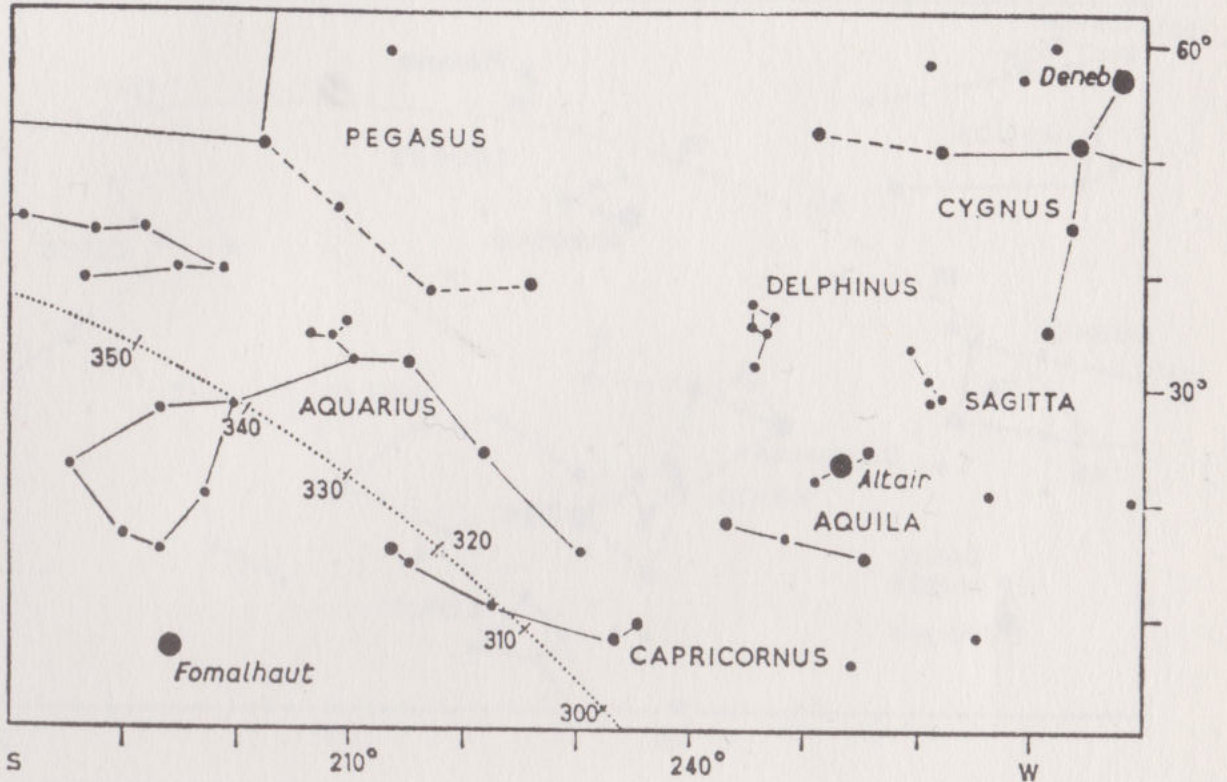 60°
Deneb
PEGASUS
CYGNUS
DELPHINUS
350
30°
AQUARIUS
SAGITTA
340
330
Altair
AQUILA
320
310
CAPRICORNUS
Fomalhaut
300
S 210° 240° W